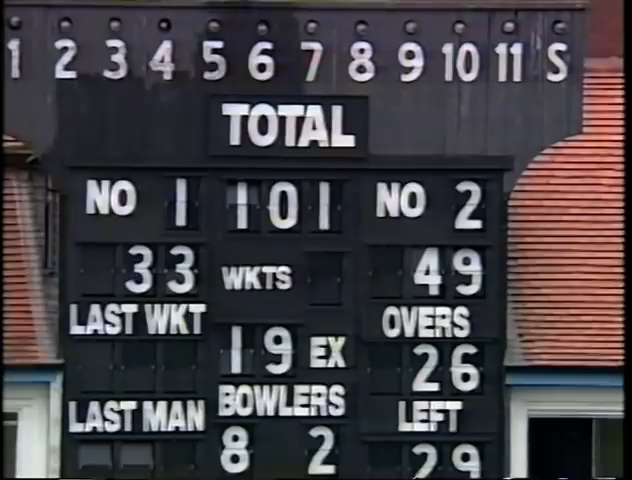 1 2 3 4 5 6 7 8 9 10 11 S
TOTAL
NO 1 101 NO 2
33 WKTS 49
LAST WKT OVERS
19 EX 26
LAST MAN BOWLERS LEFT
8 2 29